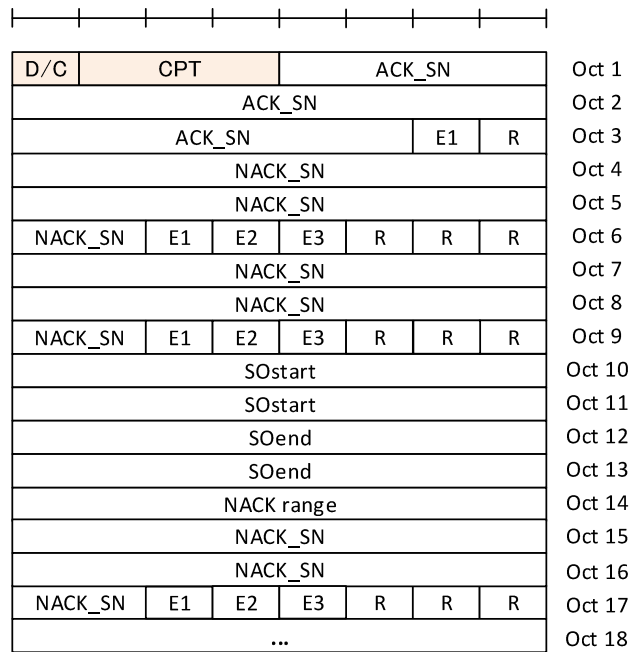 D/C CPT ACK_SN Oct 1
ACK_SN Oct 2
ACK_SN E1 R Oct 3
NACK_SN Oct 4
NACK_SN Oct 5
NACK_SN E1 E2 E3 R R R Oct 6
NACK_SN Oct 7
NACK_SN Oct 8
NACK_SN E1 E2 E3 R R R Oct 9
SOstart Oct 10
SOstart Oct 11
SOend Oct 12
SOend Oct 13
NACK range Oct 14
NACK_SN Oct 15
NACK_SN Oct 16
NACK_SN E1 E2 E3 R R R Oct 17
... Oct 18